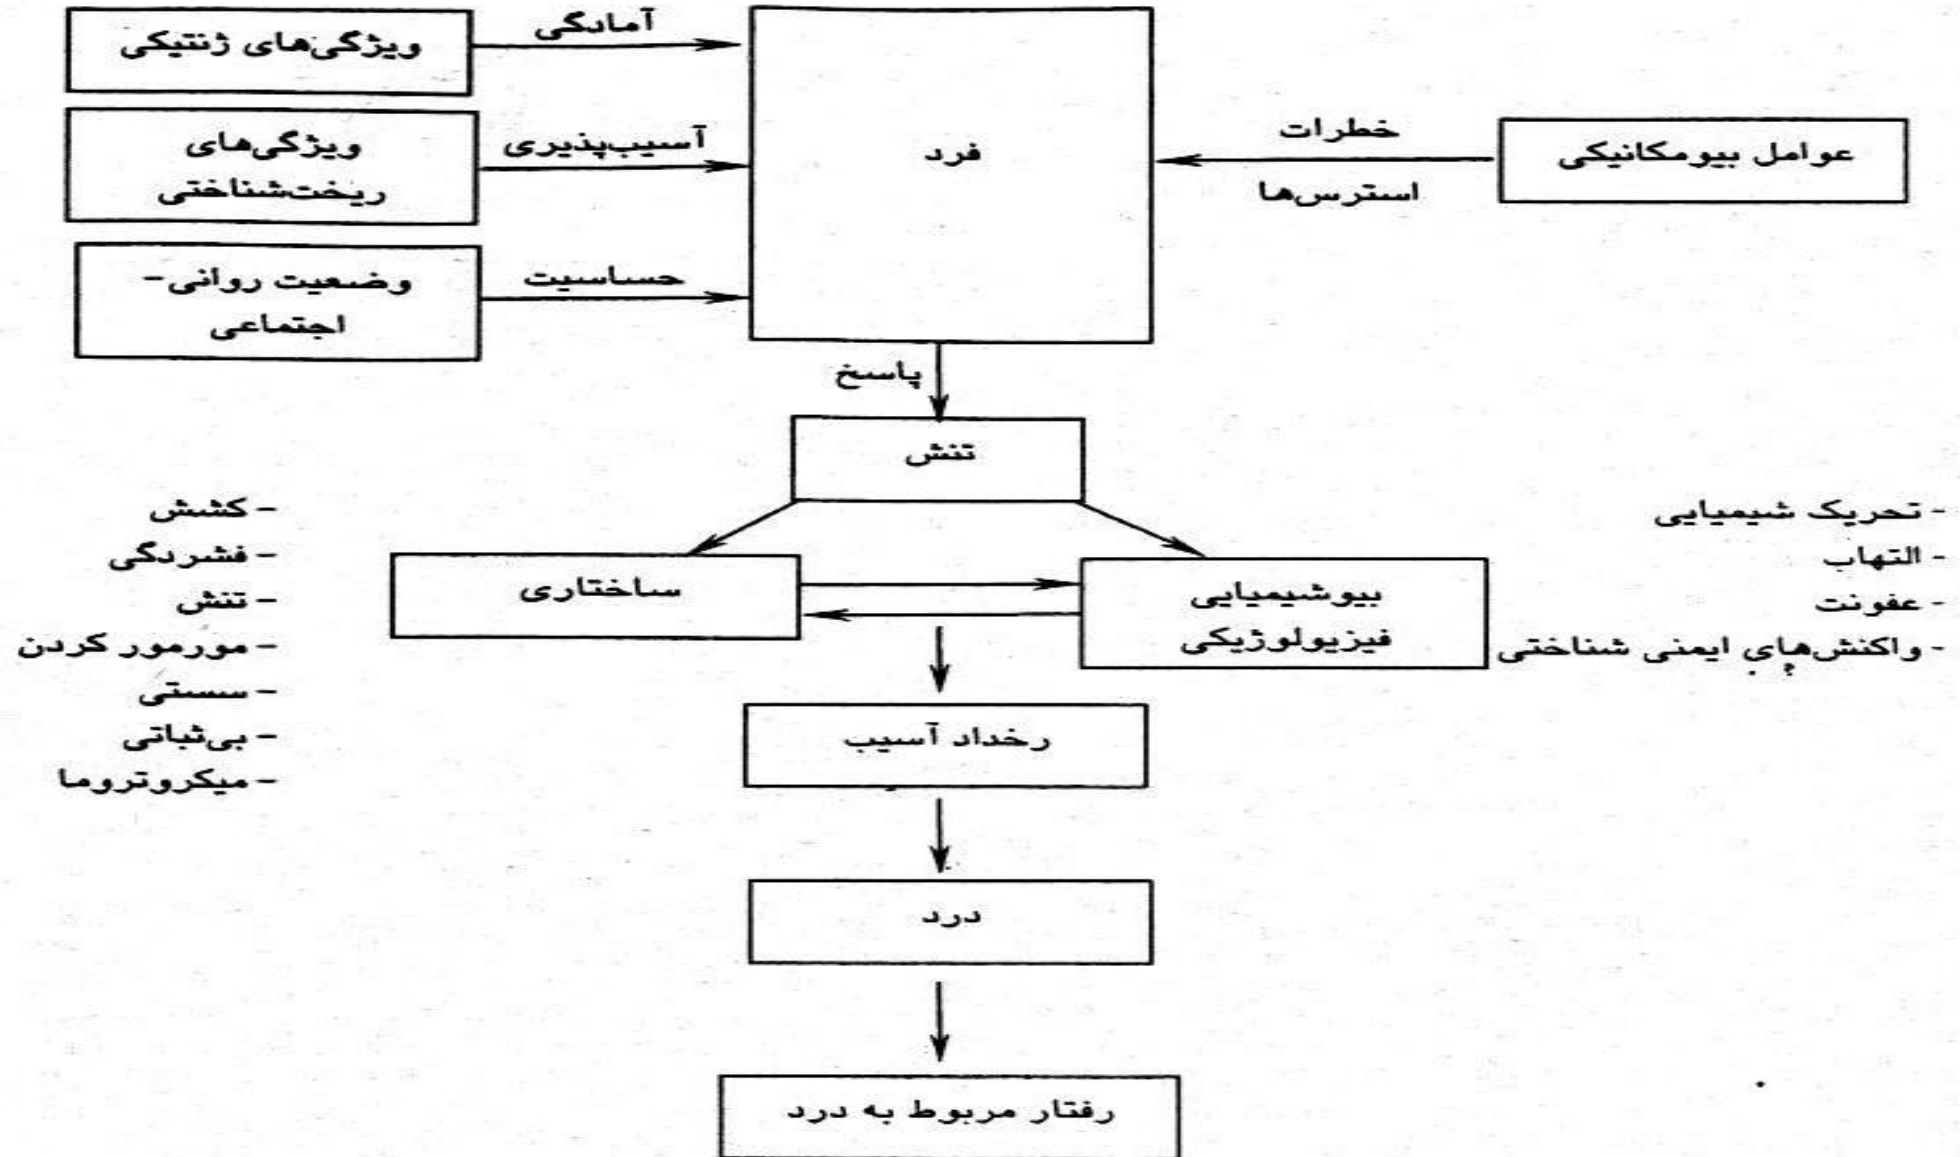 ویژگی‌های ژنتیکی
آمادگی
ویژگی‌های
ریخت‌شناختی
آسیب‌پذیری
وضعیت روانی-
اجتماعی
حساسیت
فرد
خطرات
استرس‌ها
عوامل بیومکانیکی
پاسخ
تنش
ساختاری
بیوشیمیایی
فیزیولوژیکی
- تحریک شیمیایی
- التهاب
- عفونت
- واکنش‌های ایمنی شناختی
- کشش
- فشردگی
- تنش
- مورمور کردن
- سستی
- بی‌ثباتی
- میکروتروما
رخداد آسیب
درد
رفتار مربوط به درد